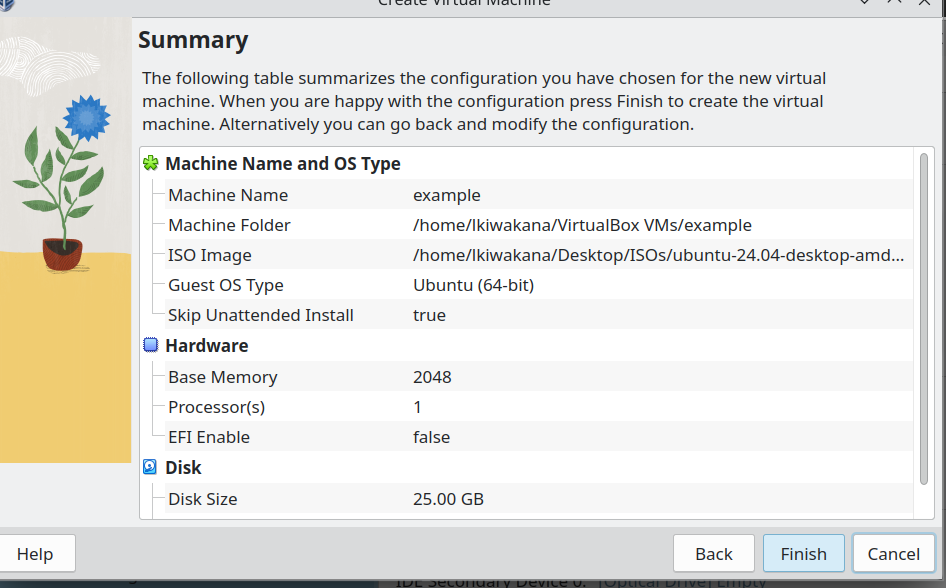 Create Virtual Machine
Summary
The following table summarizes the configuration you have chosen for the new virtual
machine. When you are happy with the configuration press Finish to create the virtual
machine. Alternatively you can go back and modify the configuration.
Machine Name and OS Type
Machine Name example
Machine Folder /home/lkiwakana/VirtualBox VMs/example
ISO Image /home/lkiwakana/Desktop/ISOs/ubuntu-24.04-desktop-amd...
Guest OS Type Ubuntu (64-bit)
Skip Unattended Install true
Hardware
Base Memory 2048
Processor(s) 1
EFI Enable false
Disk
Disk Size 25.00 GB
Help Back Finish Cancel
IDE Secondary Device 0: [Optical Drive] Empty